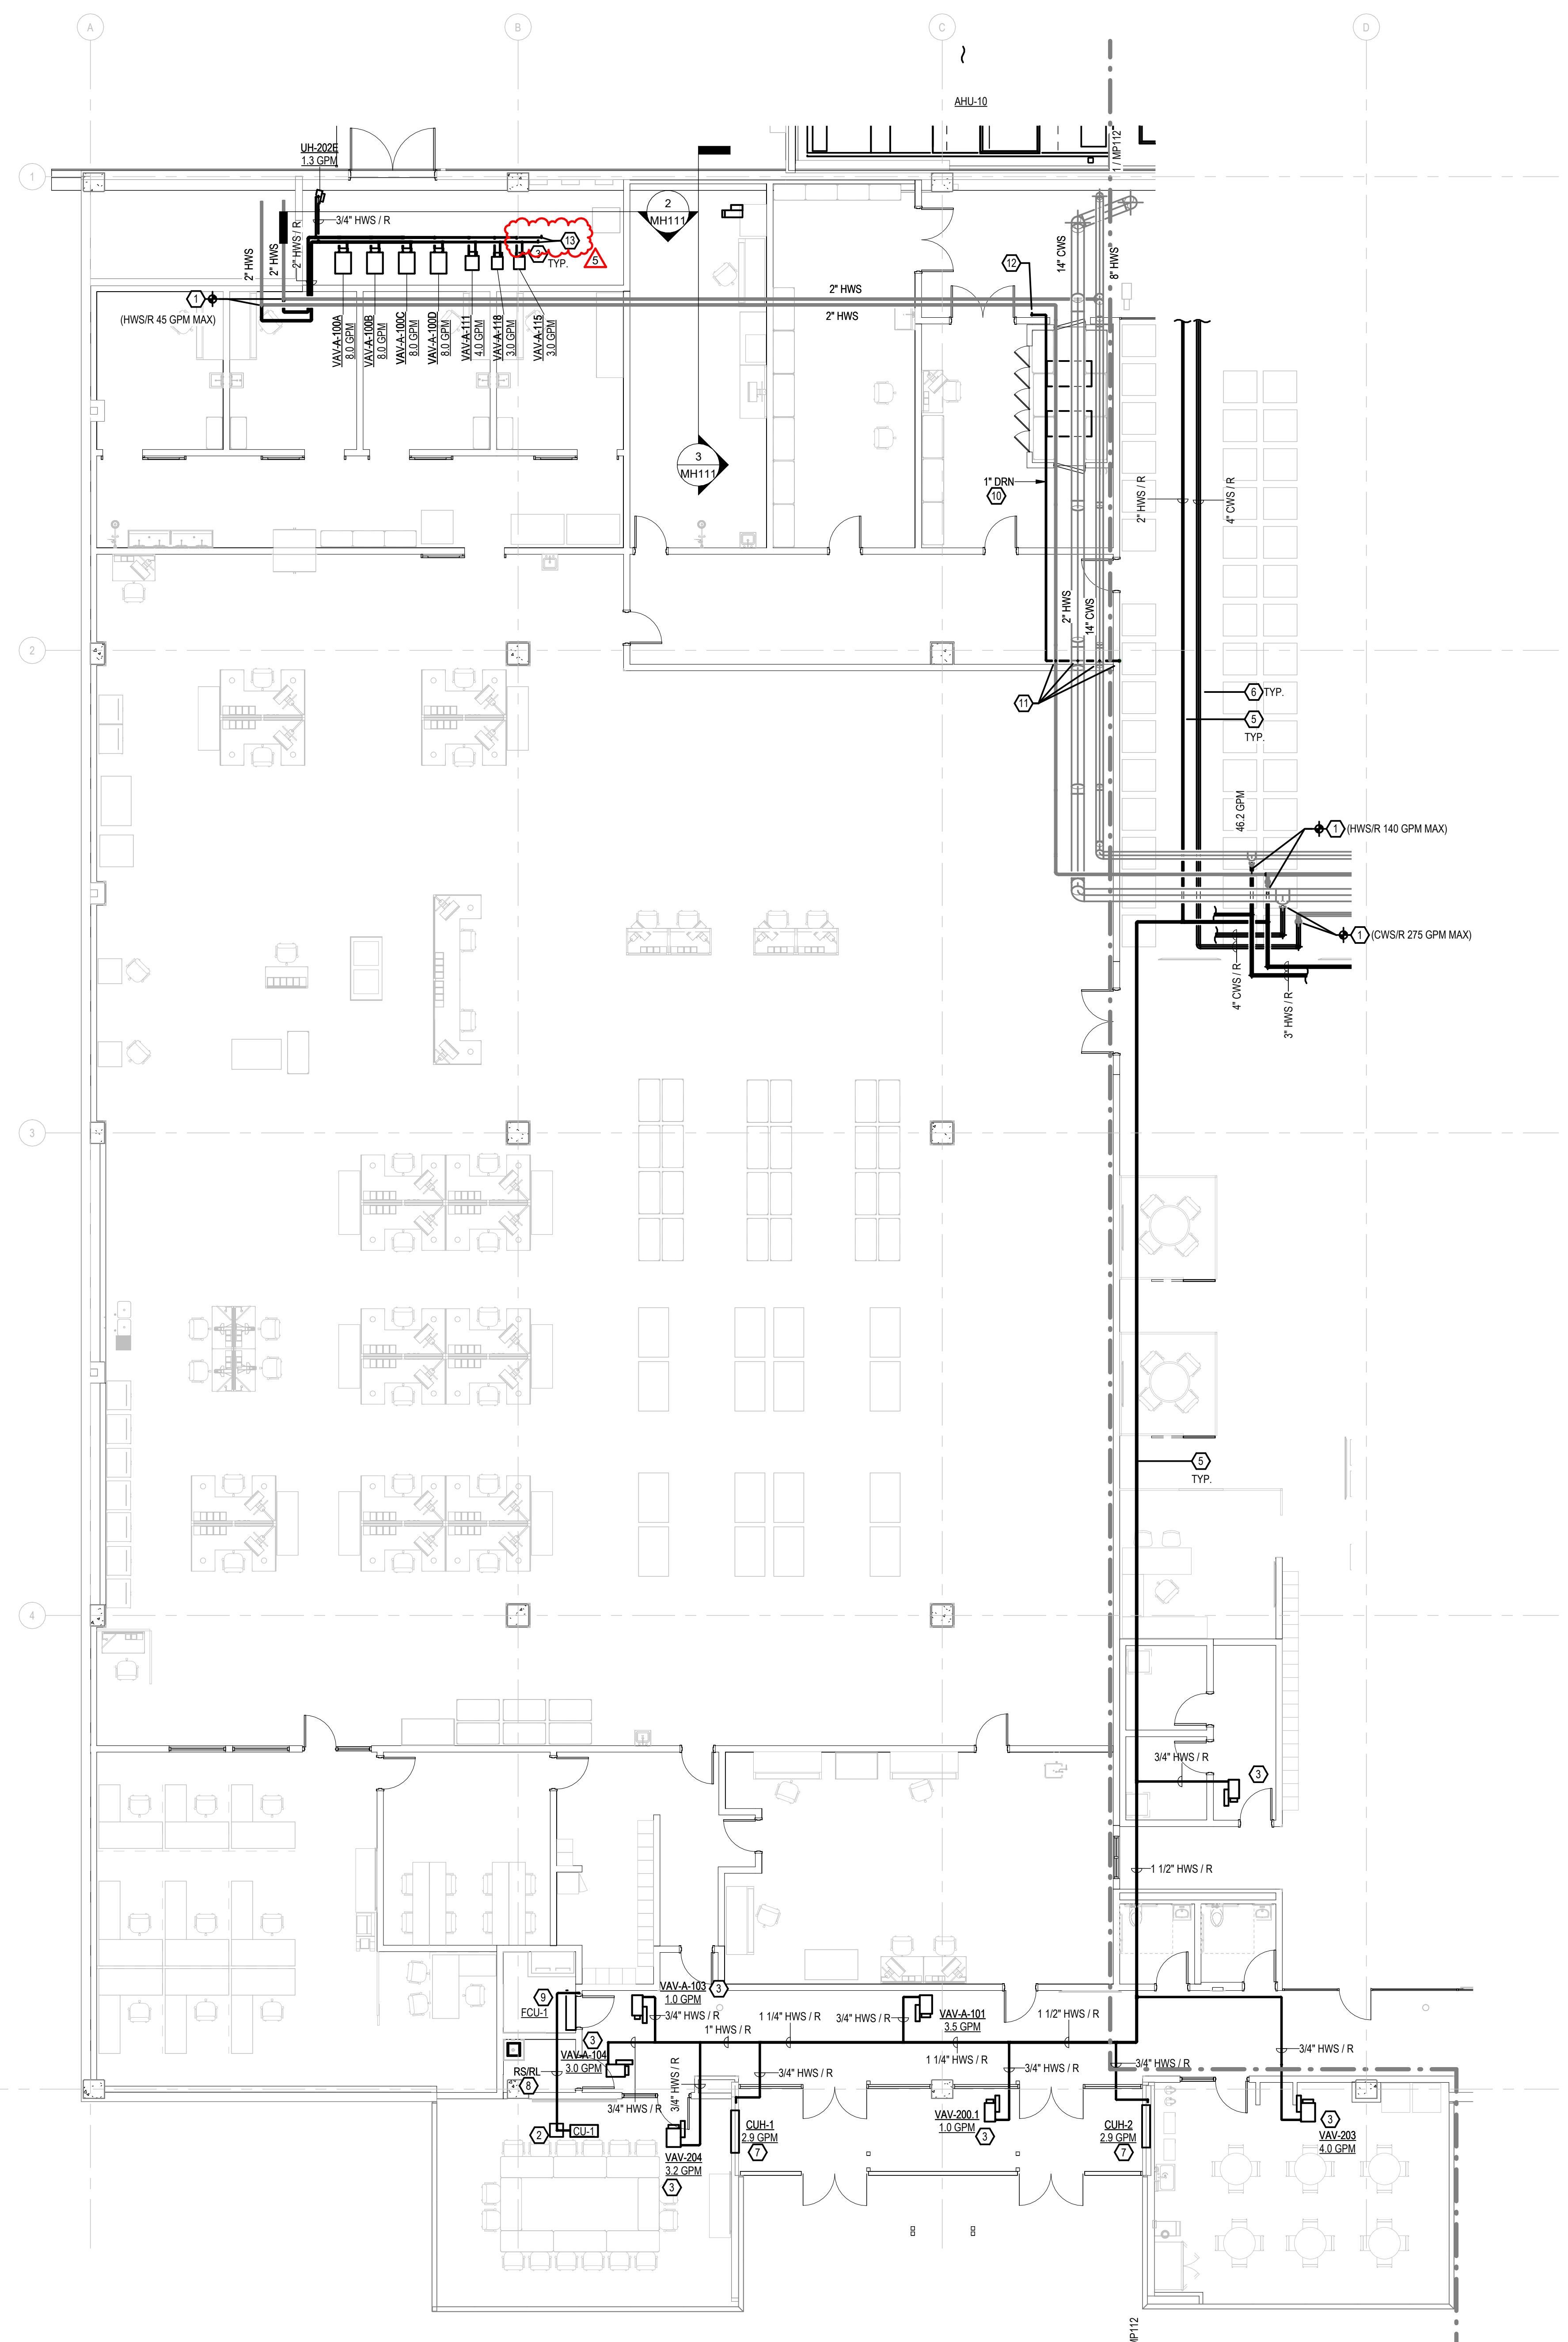 A
B
C
D
AHU-10
1 / MP112
UH-202E
1.3 GPM
1
2
MH111
3/4" HWS / R
13
3
TYP.
5
2" HWS
2" HWS
2" HWS / R
14" CWS
8" HWS
12
1
(HWS/R 45 GPM MAX)
2" HWS
2" HWS
VAV-A-100A
8.0 GPM
VAV-A-100B
8.0 GPM
VAV-A-100C
8.0 GPM
VAV-A-100D
8.0 GPM
VAV-A-111
4.0 GPM
VAV-A-118
3.0 GPM
VAV-A-115
3.0 GPM
3
MH111
1" DRN
10
2" HWS / R
4" CWS / R
2" HWS
14" CWS
2
11
6
TYP.
5
TYP.
46.2 GPM
1
(HWS/R 140 GPM MAX)
1
(CWS/R 275 GPM MAX)
4" CWS / R
3" HWS / R
3
5
TYP.
4
3/4" HWS / R
3
1 1/2" HWS / R
9
FCU-1
VAV-A-103
1.0 GPM
3
3/4" HWS / R
1" HWS / R
1 1/4" HWS / R
3/4" HWS / R
VAV-A-101
3.5 GPM
1 1/2" HWS / R
3
VAV-A-104
3.0 GPM
RS/RL
8
3/4" HWS / R
3/4" HWS / R
3/4" HWS / R
1 1/4" HWS / R
3/4" HWS / R
3/4" HWS / R
3/4" HWS / R
2
CU-1
VAV-204
3.2 GPM
3
CUH-1
2.9 GPM
7
VAV-200.1
1.0 GPM
3
CUH-2
2.9 GPM
7
3
VAV-203
4.0 GPM
MP112